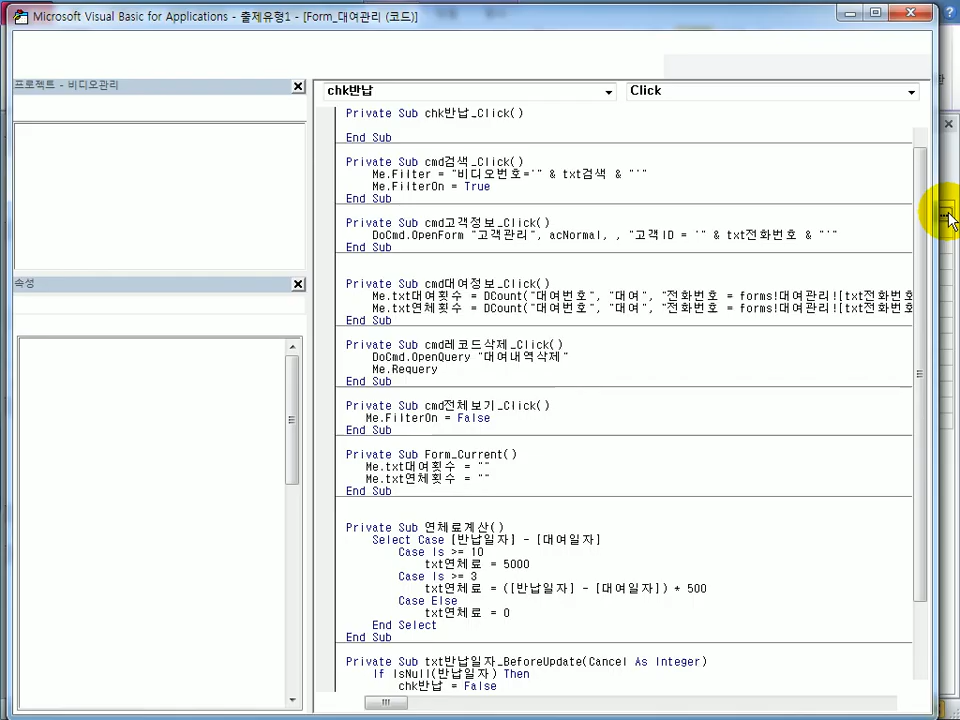 Microsoft Visual Basic for Applications - 출제유형1 - [Form_대여관리 (코드)]
프로젝트 - 비디오관리
chk반납
Click
Private Sub chk반납_Click()
End Sub
Private Sub cmd검색_Click()
Me.Filter = "비디오번호='" & txt검색 & "'"
Me.FilterOn = True
End Sub
Private Sub cmd고객정보_Click()
DoCmd.OpenForm "고객관리", acNormal, , "고객ID = '" & txt전화번호 & "'"
End Sub
속성
Private Sub cmd대여정보_Click()
Me.txt대여횟수 = DCount("대여번호", "대여", "전화번호 = forms!대여관리![txt전화번호
Me.txt연체횟수 = DCount("대여번호", "대여", "전화번호 = forms!대여관리![txt전화번호
End Sub
Private Sub cmd레코드삭제_Click()
DoCmd.OpenQuery "대여내역삭제"
Me.Requery
End Sub
Private Sub cmd전체보기_Click()
Me.FilterOn = False
End Sub
Private Sub Form_Current()
Me.txt대여횟수 = ""
Me.txt연체횟수 = ""
End Sub
Private Sub 연체료계산()
Select Case [반납일자] - [대여일자]
Case Is >= 10
txt연체료 = 5000
Case Is >= 3
txt연체료 = ([반납일자] - [대여일자]) * 500
Case Else
txt연체료 = 0
End Select
End Sub
Private Sub txt반납일자_BeforeUpdate(Cancel As Integer)
If IsNull(반납일자) Then
chk반납 = False